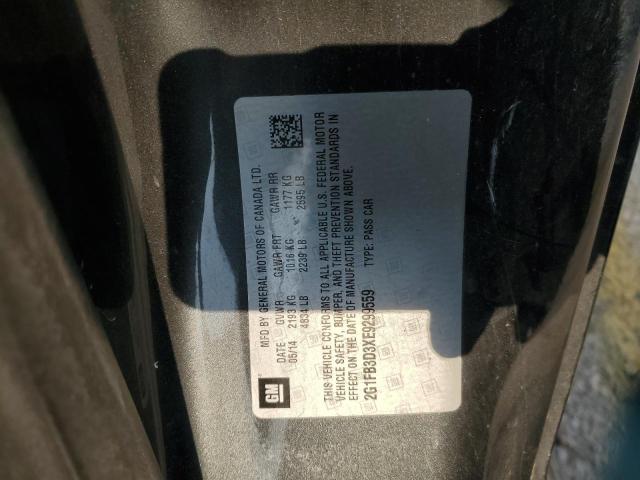 GM
MFD BY GENERAL MOTORS OF CANADA LTD.
DATE GVWR GAWR FRT GAWR RR
05/14 2193 KG 1016 KG 1177 KG
4834 LB 2239 LB 2595 LB
THIS VEHICLE CONFORMS TO ALL APPLICABLE U.S. FEDERAL MOTOR
VEHICLE SAFETY, BUMPER, AND THEFT PREVENTION STANDARDS IN
EFFECT ON THE DATE OF MANUFACTURE SHOWN ABOVE.
2G1FB3D3XE9299559 TYPE: PASS CAR